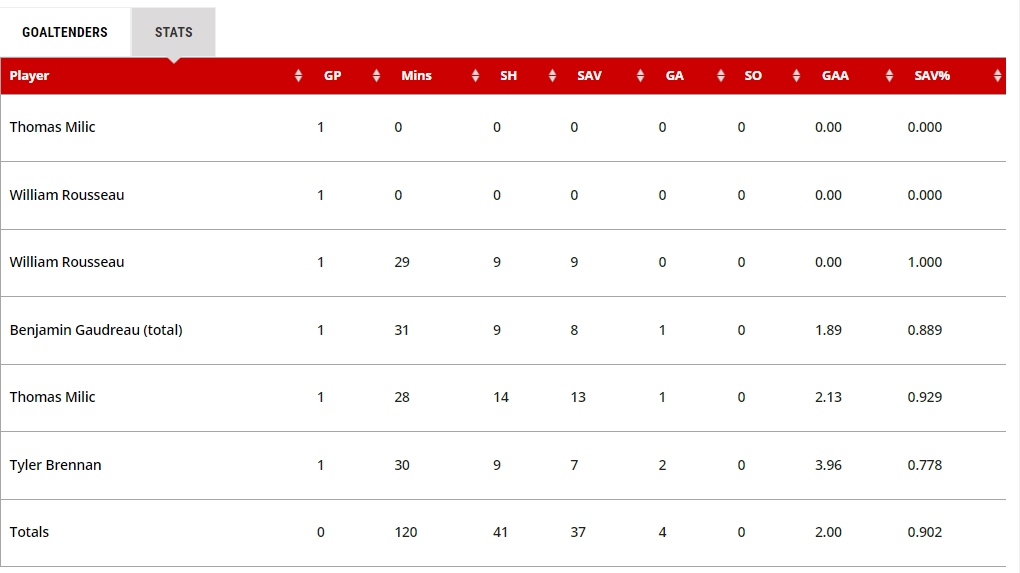 GOALTENDERS STATS
Player GP Mins SH SAV GA SO GAA SAV%
Thomas Milic 1 0 0 0 0 0 0.00 0.000
William Rousseau 1 0 0 0 0 0 0.00 0.000
William Rousseau 1 29 9 9 0 0 0.00 1.000
Benjamin Gaudreau (total) 1 31 9 8 1 0 1.89 0.889
Thomas Milic 1 28 14 13 1 0 2.13 0.929
Tyler Brennan 1 30 9 7 2 0 3.96 0.778
Totals 0 120 41 37 4 0 2.00 0.902